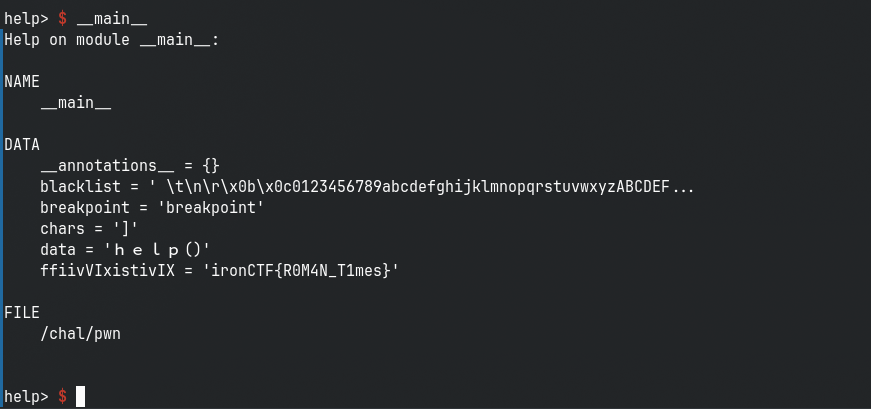 help> $ __main__
Help on module __main__:
NAME
__main__
DATA
__annotations__ = {}
blacklist = ' \t\n\r\x0b\x0c0123456789abcdefghijklmnopqrstuvwxyzABCDEF...
breakpoint = 'breakpoint'
chars = ']'
data = 'ｈｅｌｐ()'
ffiivVIxistivIX = 'ironCTF{R0M4N_T1mes}'
FILE
/chal/pwn
help> $